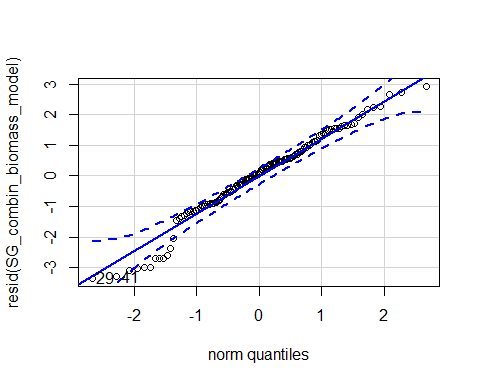 resid(SG_combin_biomass_model)
3
2
1
0
-1
-2
-3
29 41
-2 -1 0 1 2
norm quantiles